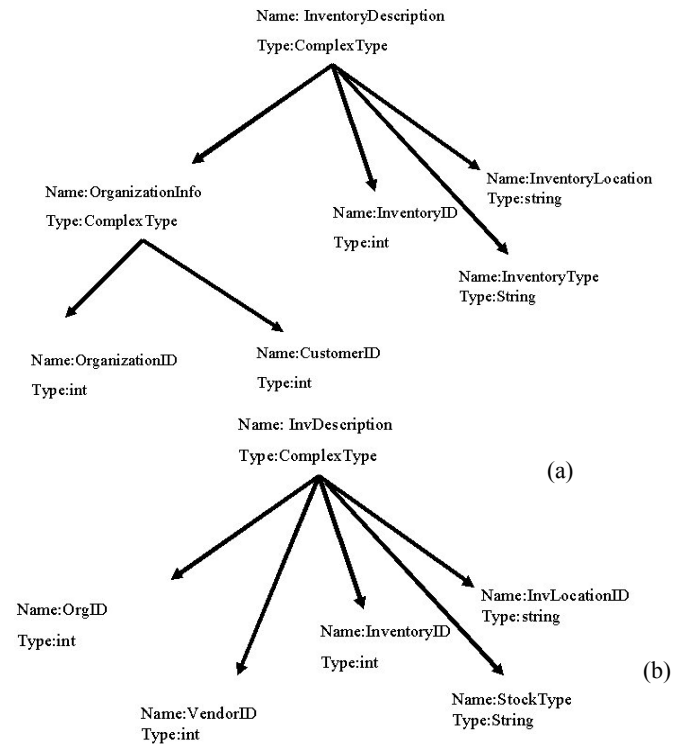 Name: InventoryDescription
Type:ComplexType
Name:OrganizationInfo
Type:ComplexType
Name:InventoryID
Type:int
Name:InventoryLocation
Type:string
Name:InventoryType
Type:String
Name:OrganizationID
Type:int
Name:CustomerID
Type:int
(a)
Name: InvDescription
Type:ComplexType
Name:OrgID
Type:int
Name:VendorID
Type:int
Name:InventoryID
Type:int
Name:InvLocationID
Type:string
Name:StockType
Type:String
(b)